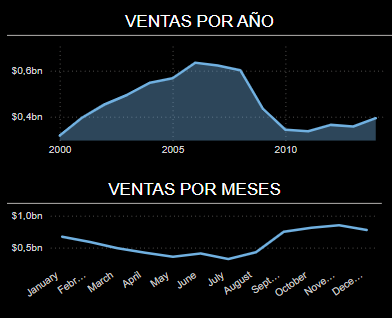 VENTAS POR AÑO
$0,6bn
$0,4bn
2000 2005 2010
VENTAS POR MESES
$1,0bn
$0,5bn
January Febr... March April May June July August Sept... October Nove... Dece...